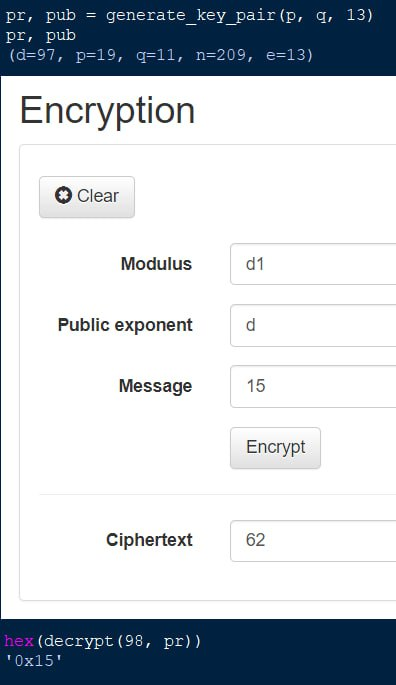 pr, pub = generate_key_pair(p, q, 13)
pr, pub
(d=97, p=19, q=11, n=209, e=13)
Encryption
Clear
Modulus d1
Public exponent d
Message 15
Encrypt
Ciphertext 62
hex(decrypt(98, pr))
'0x15'